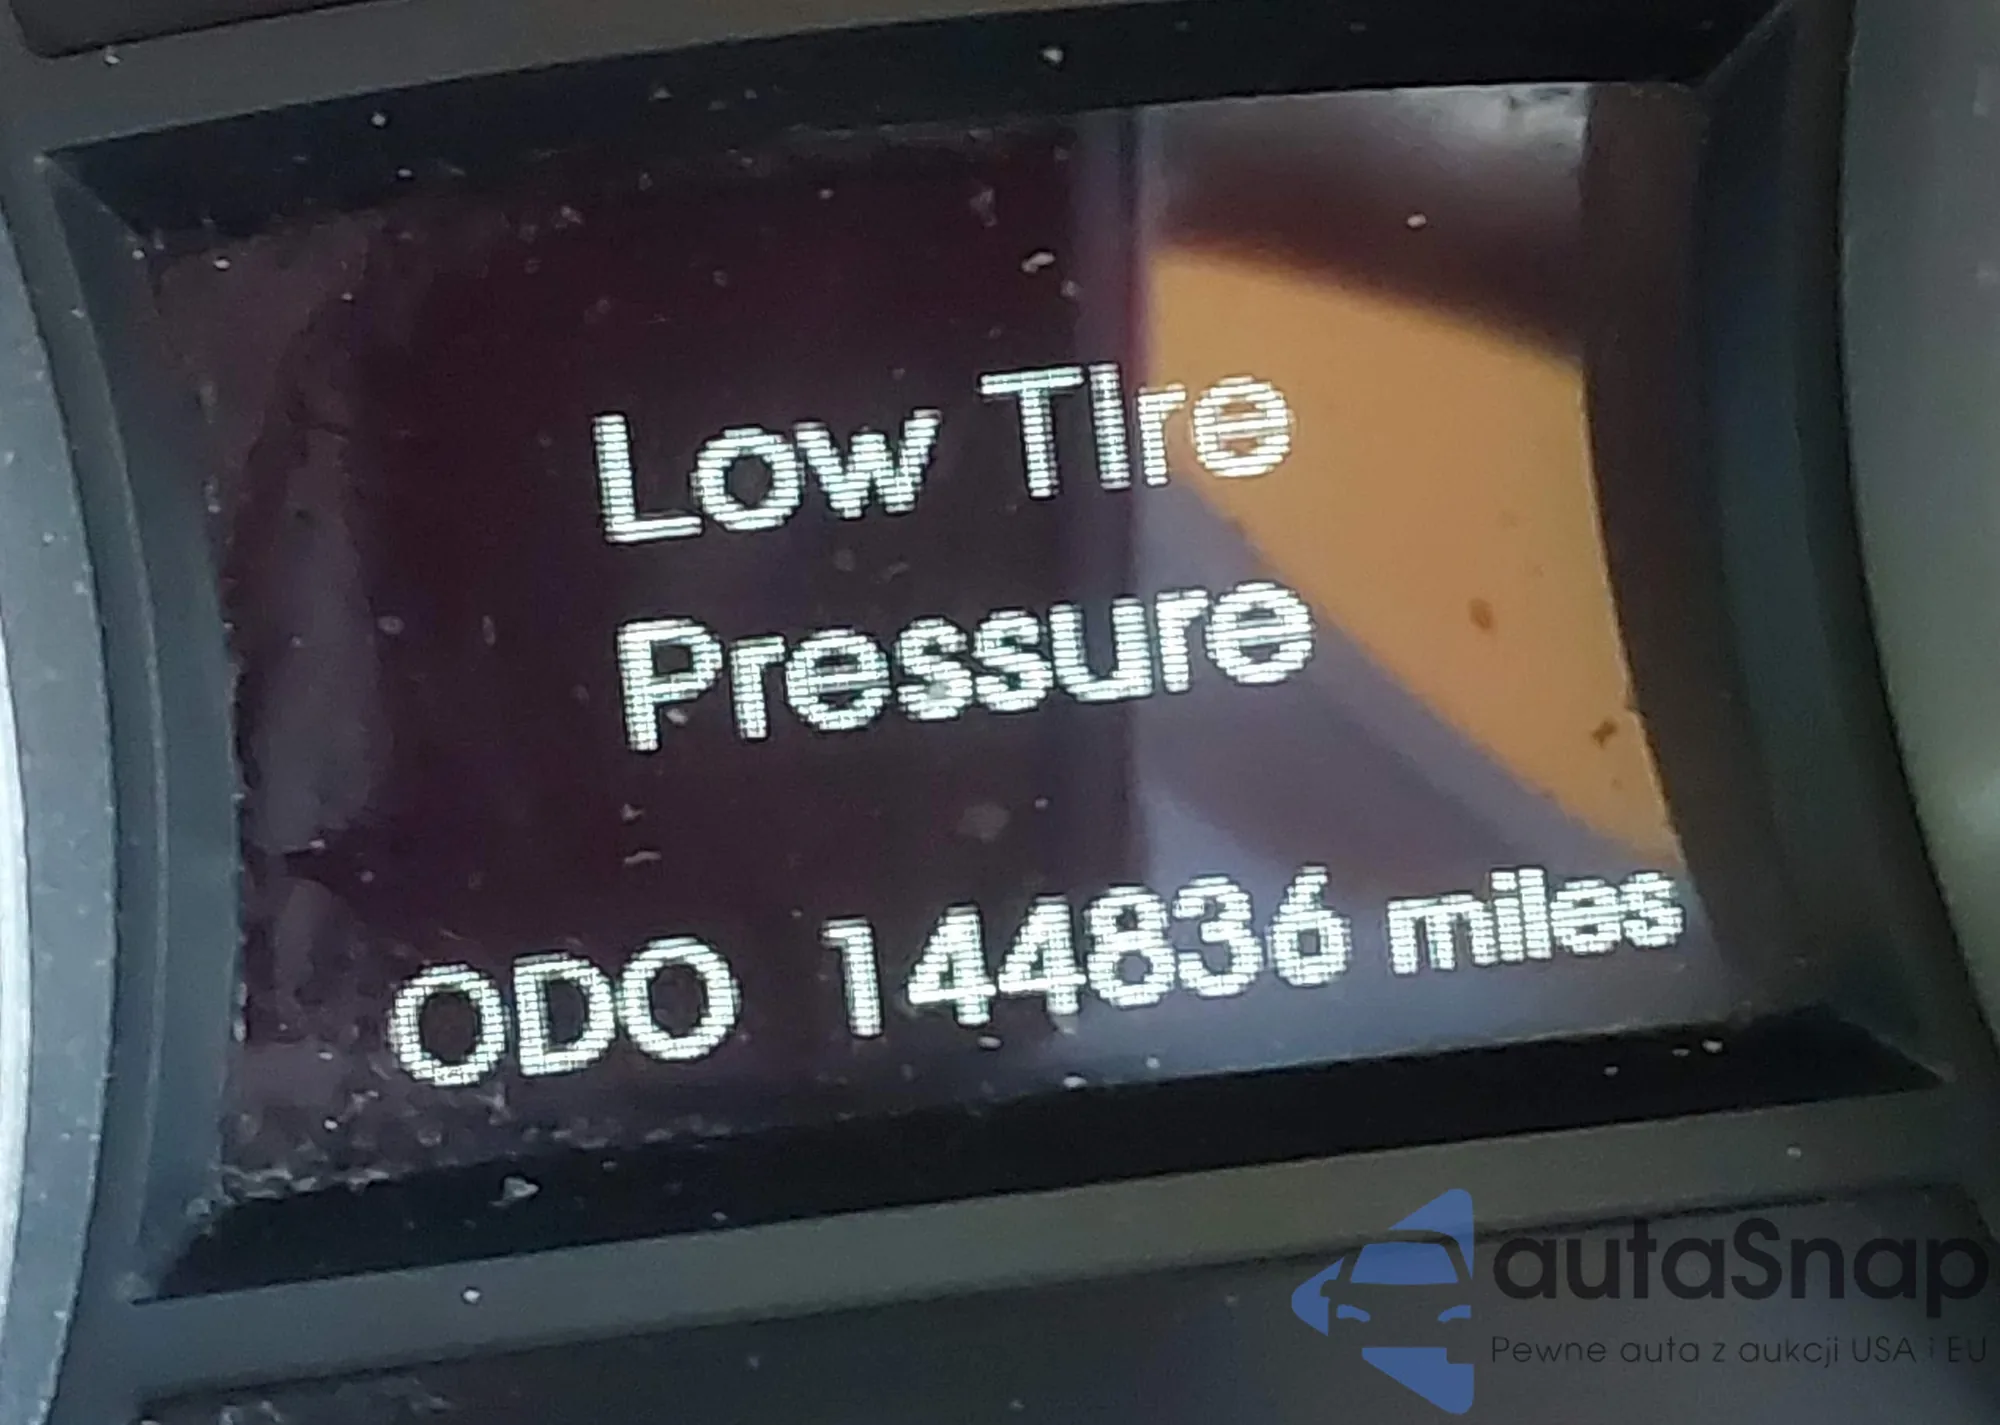 Low Tire
Pressure
ODO 144836 miles
autaSnap
Pewne auta z aukcji USA i EU